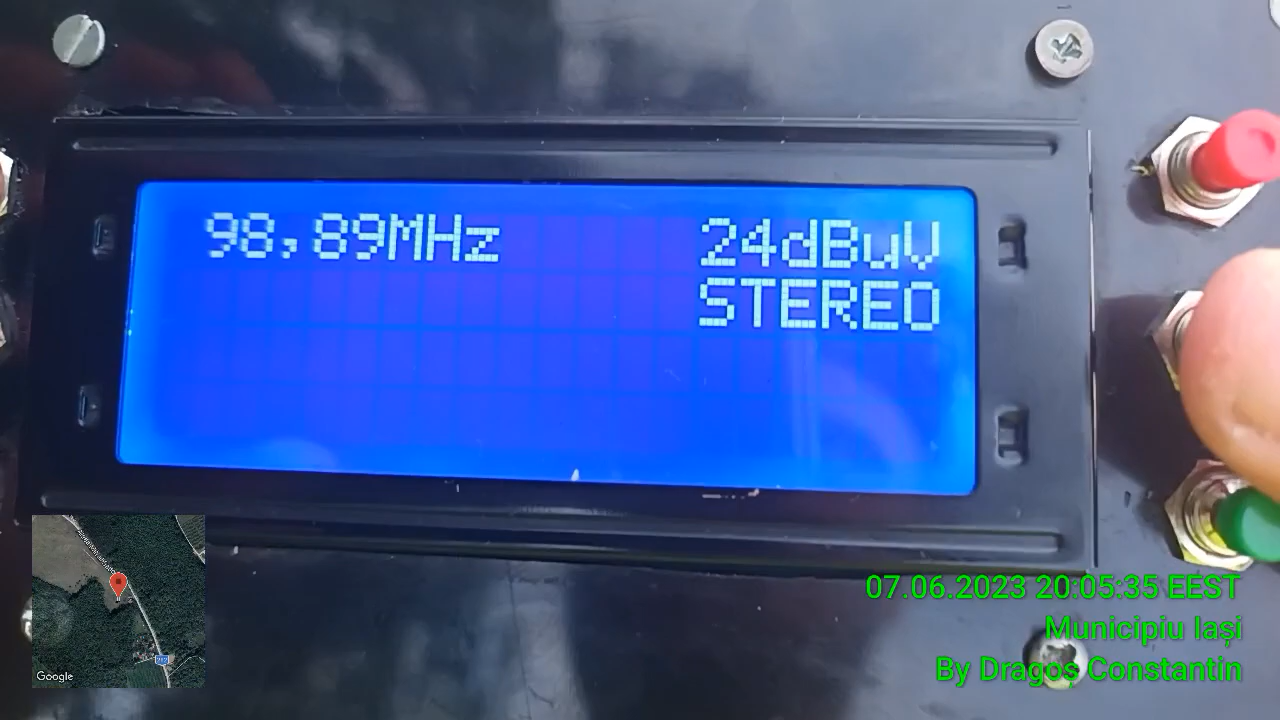 98,89MHz 24dBuV
STEREO
07.06.2023 20:05:35 EEST
Municipiu Iași
By Dragoș Constantin
Google